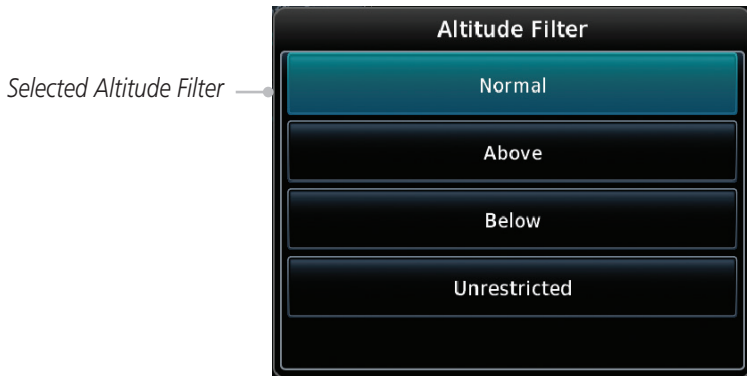 Altitude Filter
Selected Altitude Filter
Normal
Above
Below
Unrestricted